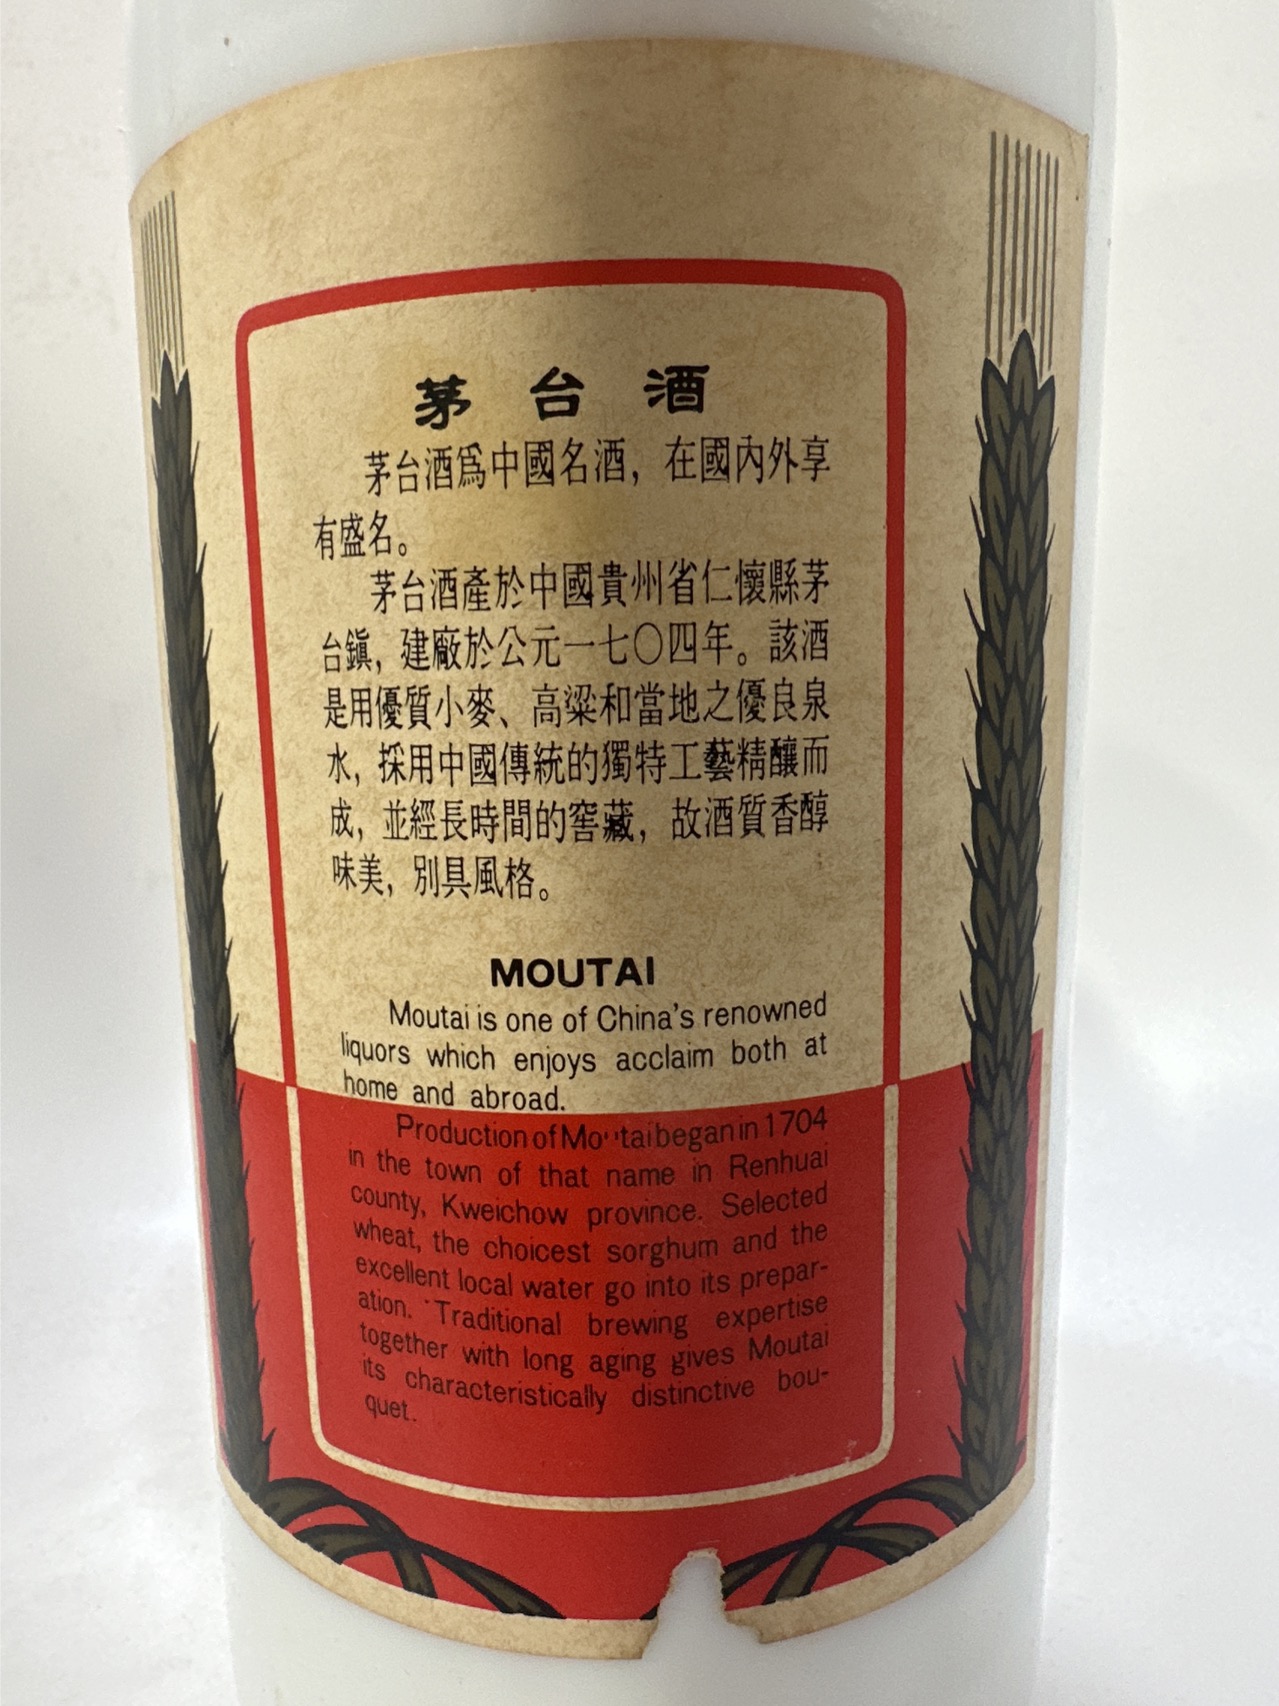 茅台酒
茅台酒爲中國名酒，在國內外享
有盛名。
茅台酒產於中國貴州省仁懷縣茅
台鎭，建廠於公元一七〇四年。該酒
是用優質小麥、高粱和當地之優良泉
水，採用中國傳統的獨特工藝精釀而
成，並經長時間的窖藏，故酒質香醇
味美，別具風格。
MOUTAI
Moutai is one of China's renowned
liquors which enjoys acclaim both at
home and abroad.
Production of Moutai began in 1704
in the town of that name in Renhuai
county, Kweichow province. Selected
wheat, the choicest sorghum and the
excellent local water go into its prepar-
ation. Traditional brewing expertise
together with long aging gives Moutai
its characteristically distinctive bou-
quet.